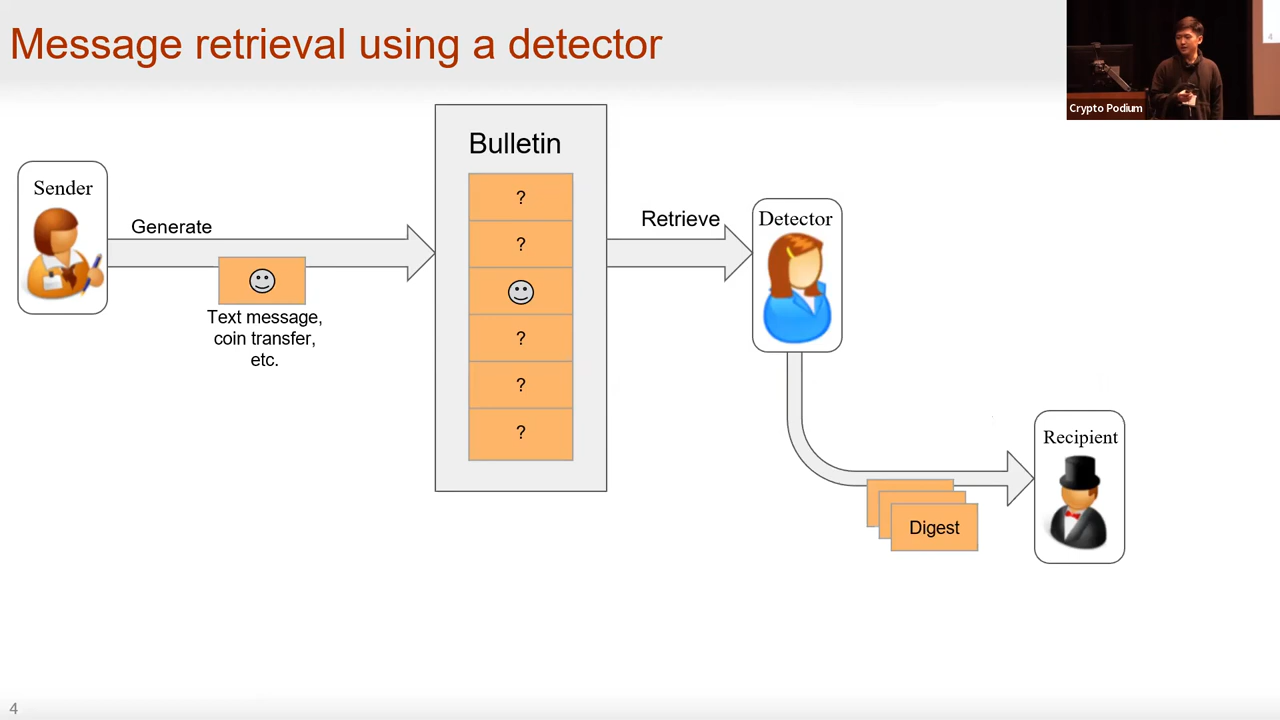 Message retrieval using a detector
4
Crypto Podium
Bulletin
Sender
Generate
Text message,
coin transfer,
etc.
?
?
?
?
?
Retrieve
Detector
Recipient
Digest
4